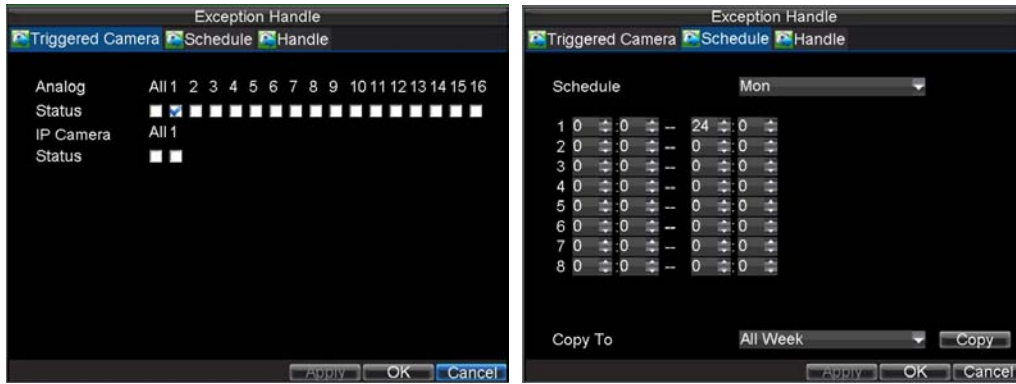 Exception Handle
Triggered Camera Schedule Handle
Analog All 1 2 3 4 5 6 7 8 9 10 11 12 13 14 15 16
Status
IP Camera All 1
Status
Apply OK Cancel
Exception Handle
Triggered Camera Schedule Handle
Schedule Mon
1 0 :0 -- 24 :0
2 0 :0 -- 0 :0
3 0 :0 -- 0 :0
4 0 :0 -- 0 :0
5 0 :0 -- 0 :0
6 0 :0 -- 0 :0
7 0 :0 -- 0 :0
8 0 :0 -- 0 :0
Copy To All Week Copy
Apply OK Cancel